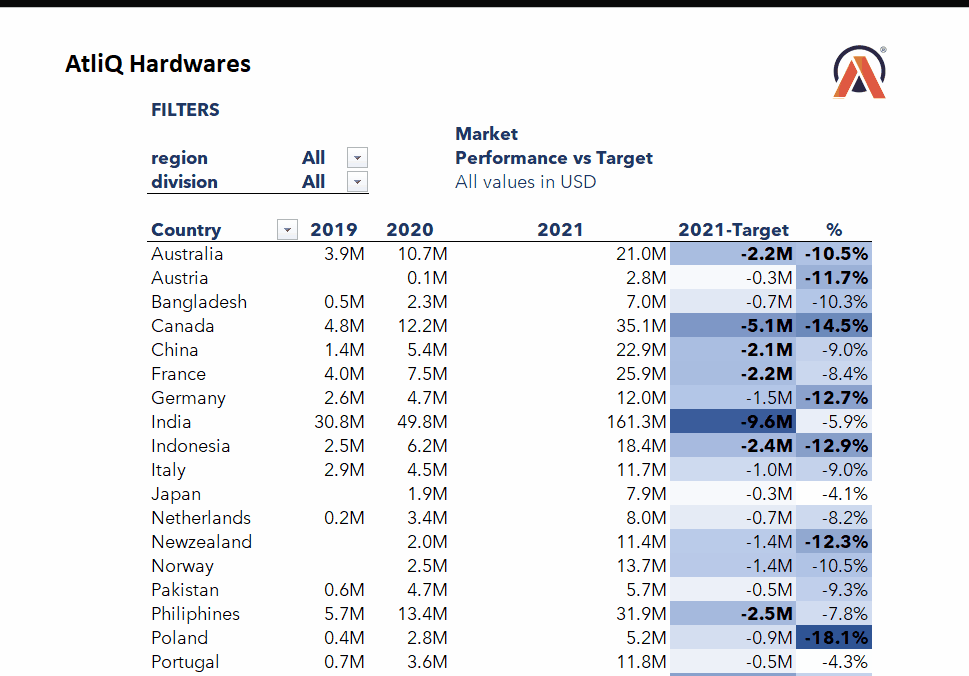 AtliQ Hardwares
®
FILTERS
Market
region All Performance vs Target
division All All values in USD
Country 2019 2020 2021 2021-Target %
Australia 3.9M 10.7M 21.0M -2.2M -10.5%
Austria 0.1M 2.8M -0.3M -11.7%
Bangladesh 0.5M 2.3M 7.0M -0.7M -10.3%
Canada 4.8M 12.2M 35.1M -5.1M -14.5%
China 1.4M 5.4M 22.9M -2.1M -9.0%
France 4.0M 7.5M 25.9M -2.2M -8.4%
Germany 2.6M 4.7M 12.0M -1.5M -12.7%
India 30.8M 49.8M 161.3M -9.6M -5.9%
Indonesia 2.5M 6.2M 18.4M -2.4M -12.9%
Italy 2.9M 4.5M 11.7M -1.0M -9.0%
Japan 1.9M 7.9M -0.3M -4.1%
Netherlands 0.2M 3.4M 8.0M -0.7M -8.2%
Newzealand 2.0M 11.4M -1.4M -12.3%
Norway 2.5M 13.7M -1.4M -10.5%
Pakistan 0.6M 4.7M 5.7M -0.5M -9.3%
Philiphines 5.7M 13.4M 31.9M -2.5M -7.8%
Poland 0.4M 2.8M 5.2M -0.9M -18.1%
Portugal 0.7M 3.6M 11.8M -0.5M -4.3%